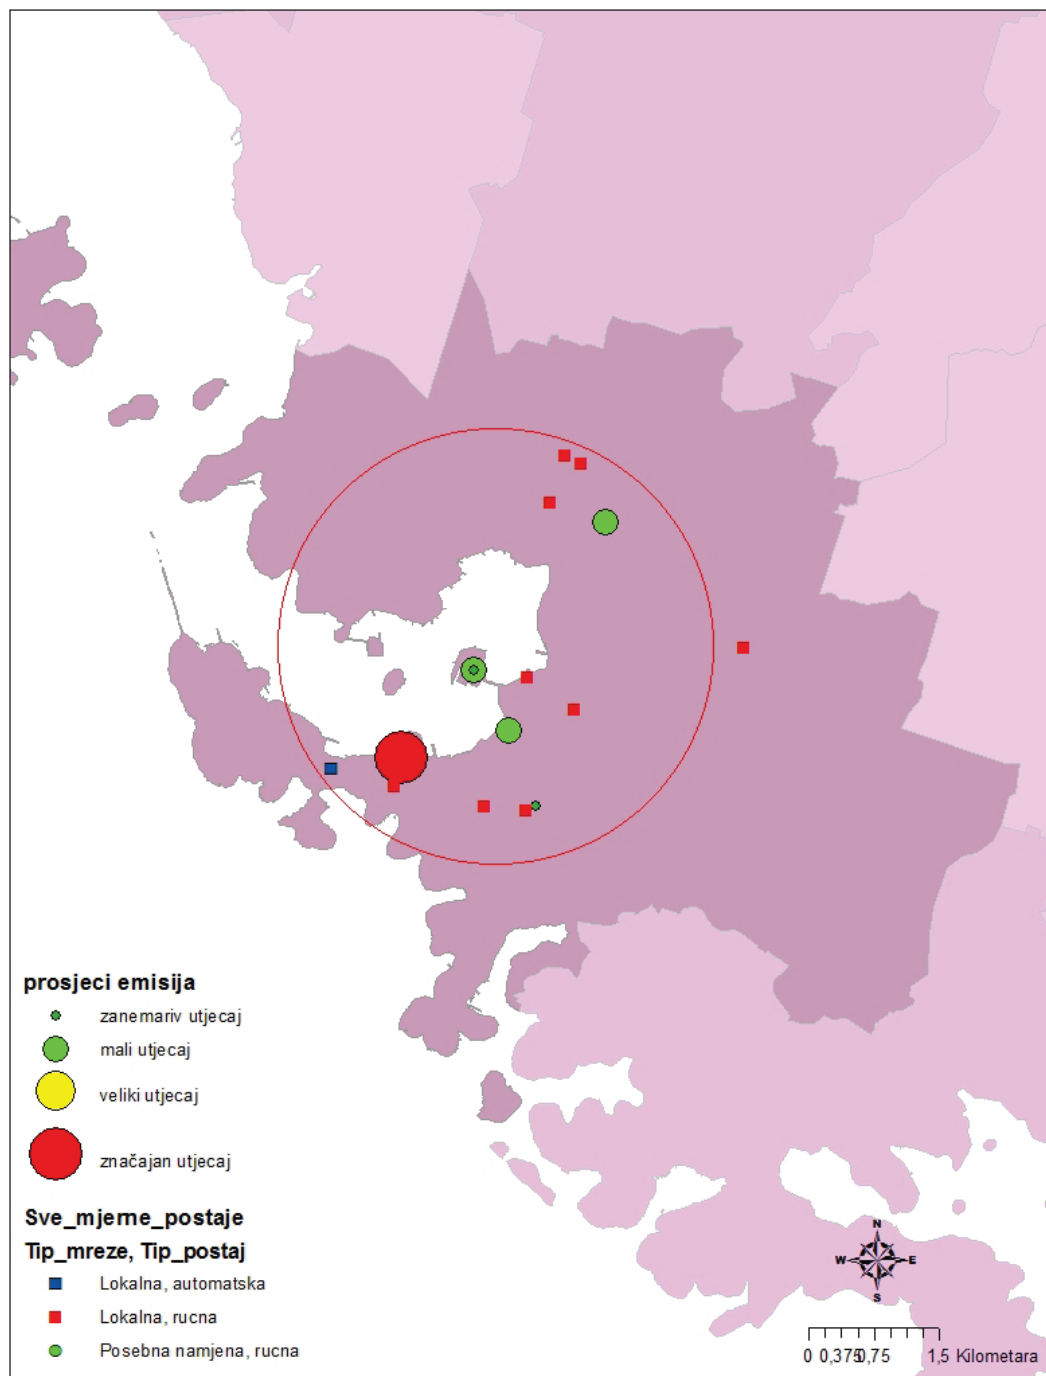 prosjeci emisija
zanemariv utjecaj
mali utjecaj
veliki utjecaj
značajan utjecaj
Sve_mjerne_postaje
Tip_mreze, Tip_postaj
Lokalna, automatska
Lokalna, rucna
Posebna namjena, rucna
N
W E
S
0 0,375 0,75 1,5 Kilometara